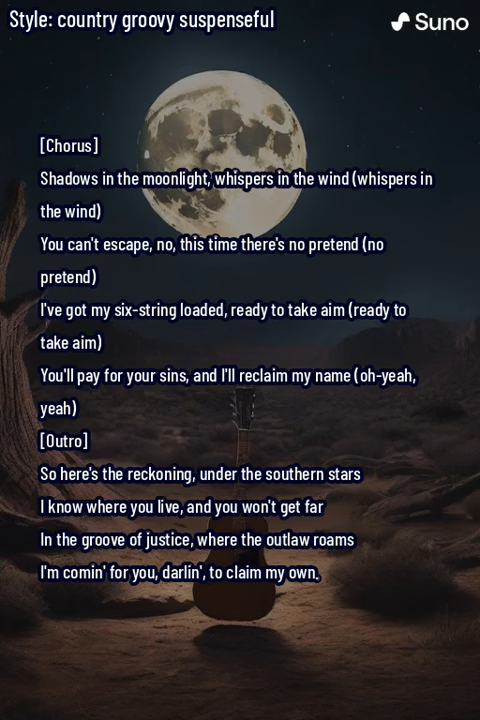 Style: country groovy suspenseful
Suno
[Chorus]
Shadows in the moonlight, whispers in the wind (whispers in
the wind)
You can't escape, no, this time there's no pretend (no
pretend)
I've got my six-string loaded, ready to take aim (ready to
take aim)
You'll pay for your sins, and I'll reclaim my name (oh-yeah,
yeah)
[Outro]
So here's the reckoning, under the southern stars
I know where you live, and you won't get far
In the groove of justice, where the outlaw roams
I'm comin' for you, darlin', to claim my own.